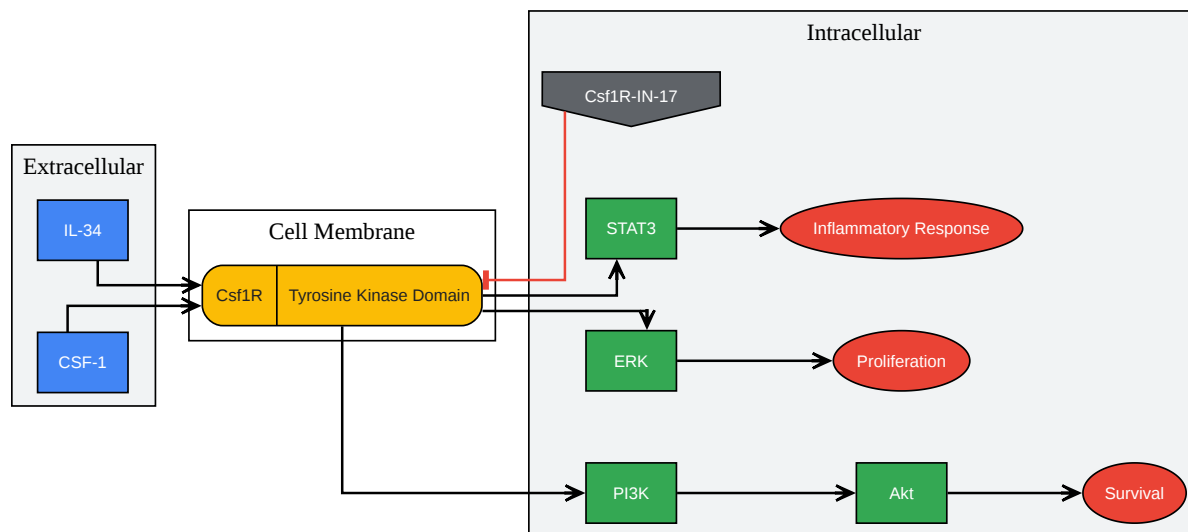 Intracellular
Csf1R-IN-17
Extracellular
IL-34
CSF-1
Cell Membrane
Csf1R
Tyrosine Kinase Domain
STAT3
Inflammatory Response
ERK
Proliferation
PI3K
Akt
Survival